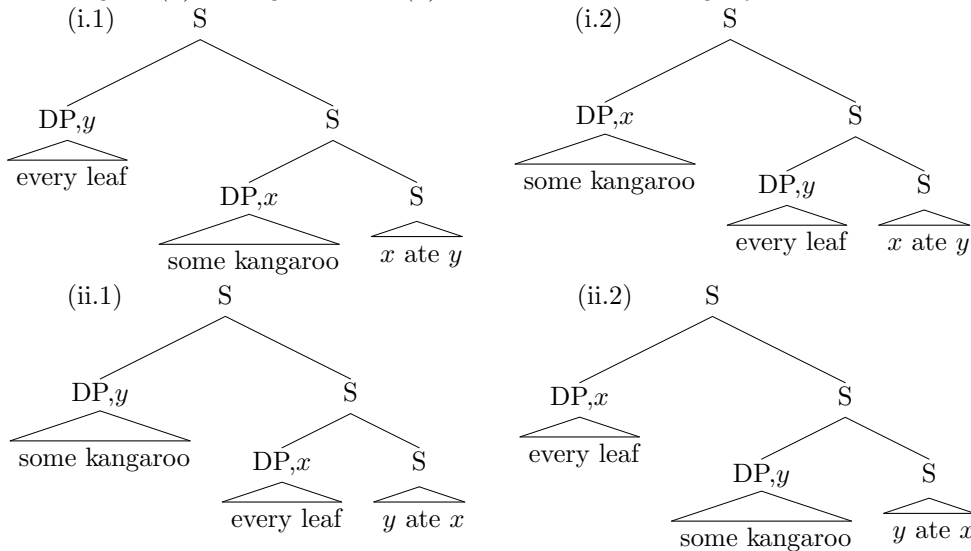 (i.1) S (i.2) S
DP,y S DP,x S
every leaf some kangaroo
DP,x S DP,y S
some kangaroo x ate y every leaf x ate y
(ii.1) S (ii.2) S
DP,y S DP,x S
some kangaroo every leaf
DP,x S DP,y S
every leaf y ate x some kangaroo y ate x